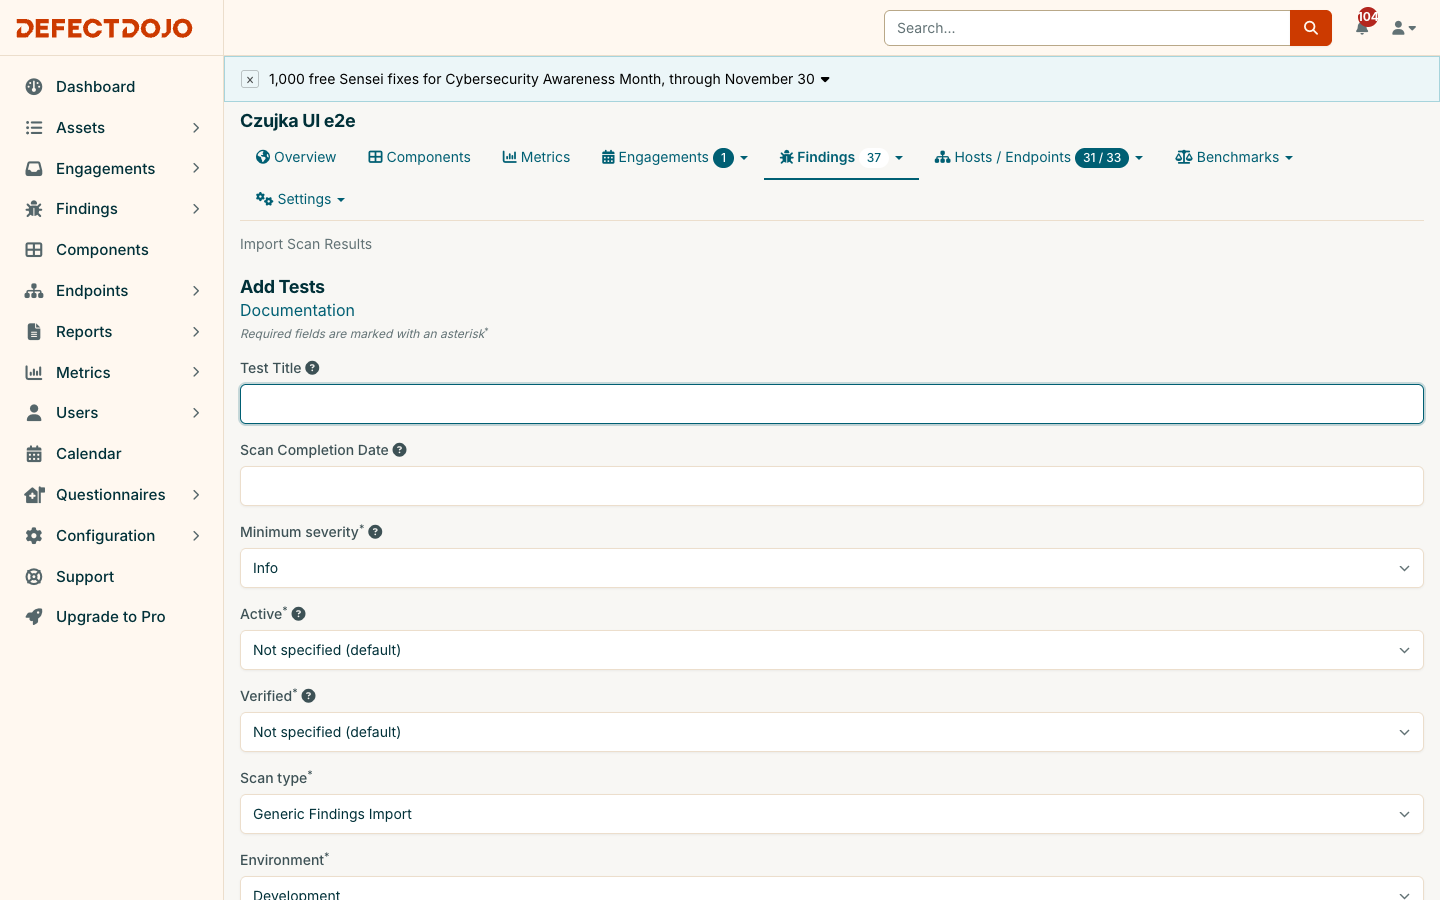 DEFECTDOJO
Search...
104
Dashboard
Assets
Engagements
Findings
Components
Endpoints
Reports
Metrics
Users
Calendar
Questionnaires
Configuration
Support
Upgrade to Pro
x 1,000 free Sensei fixes for Cybersecurity Awareness Month, through November 30
Czujka UI e2e
Overview Components Metrics Engagements 1 Findings 37 Hosts / Endpoints 31 / 33 Benchmarks
Settings
Import Scan Results
Add Tests
Documentation
Required fields are marked with an asterisk*
Test Title ?
Scan Completion Date ?
Minimum severity* ?
Info
Active* ?
Not specified (default)
Verified* ?
Not specified (default)
Scan type*
Generic Findings Import
Environment*
Development